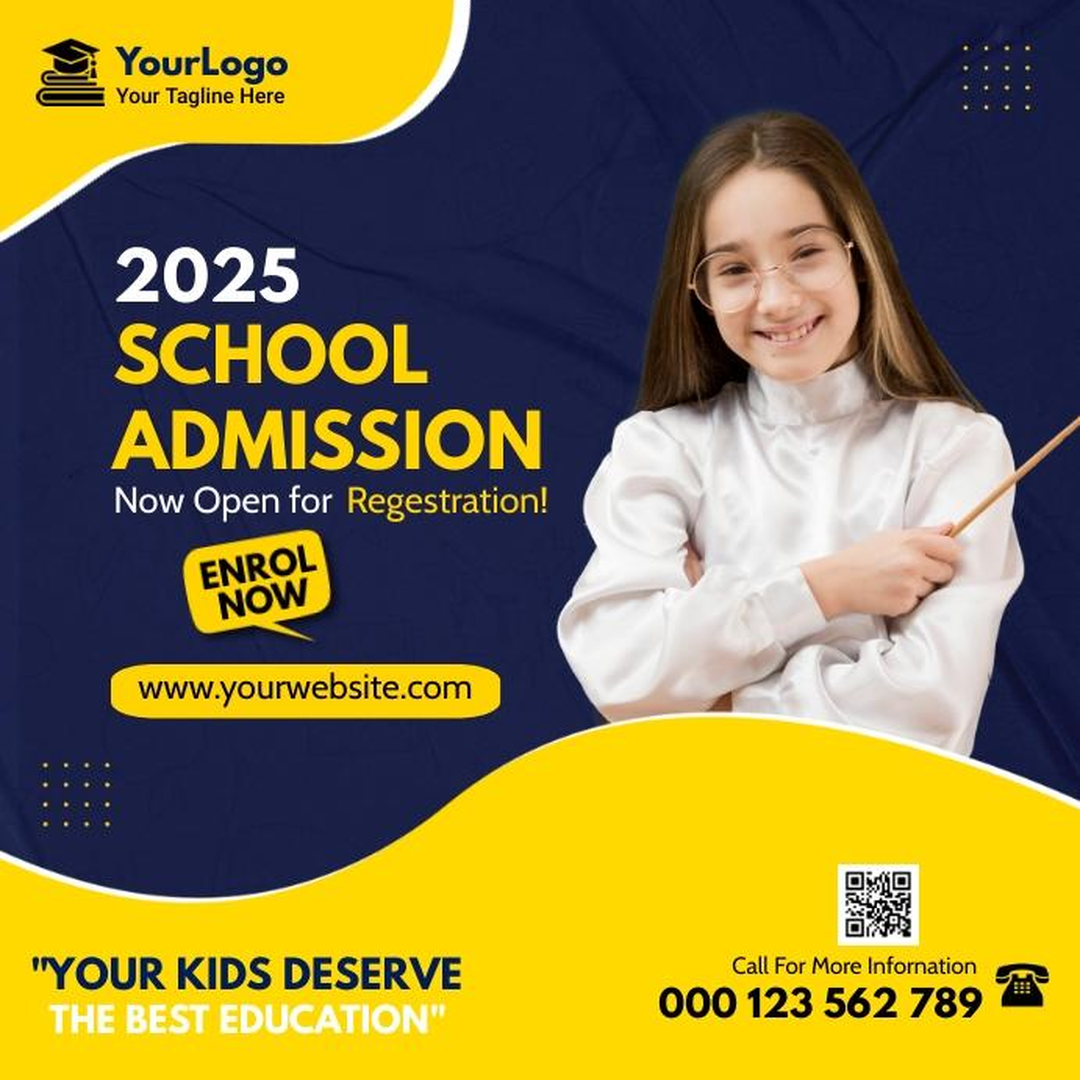 YourLogo
Your Tagline Here
2025
SCHOOL
ADMISSION
Now Open for Regestration!
ENROL
NOW
www.yourwebsite.com
"YOUR KIDS DESERVE
THE BEST EDUCATION"
Call For More Infornation
000 123 562 789